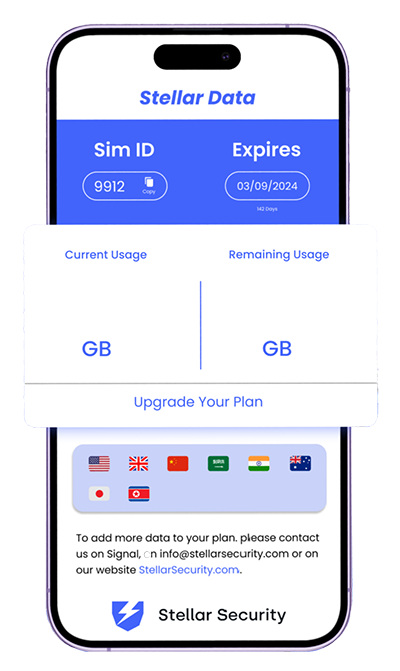 Stellar Data
Sim ID
Expires
9912
Copy
03/09/2024
142 Days
Current Usage
Remaining Usage
GB
GB
Upgrade Your Plan
To add more data to your plan. please contact
us on Signal, on info@stellarsecurity.com or on
our website StellarSecurity.com.
Stellar Security